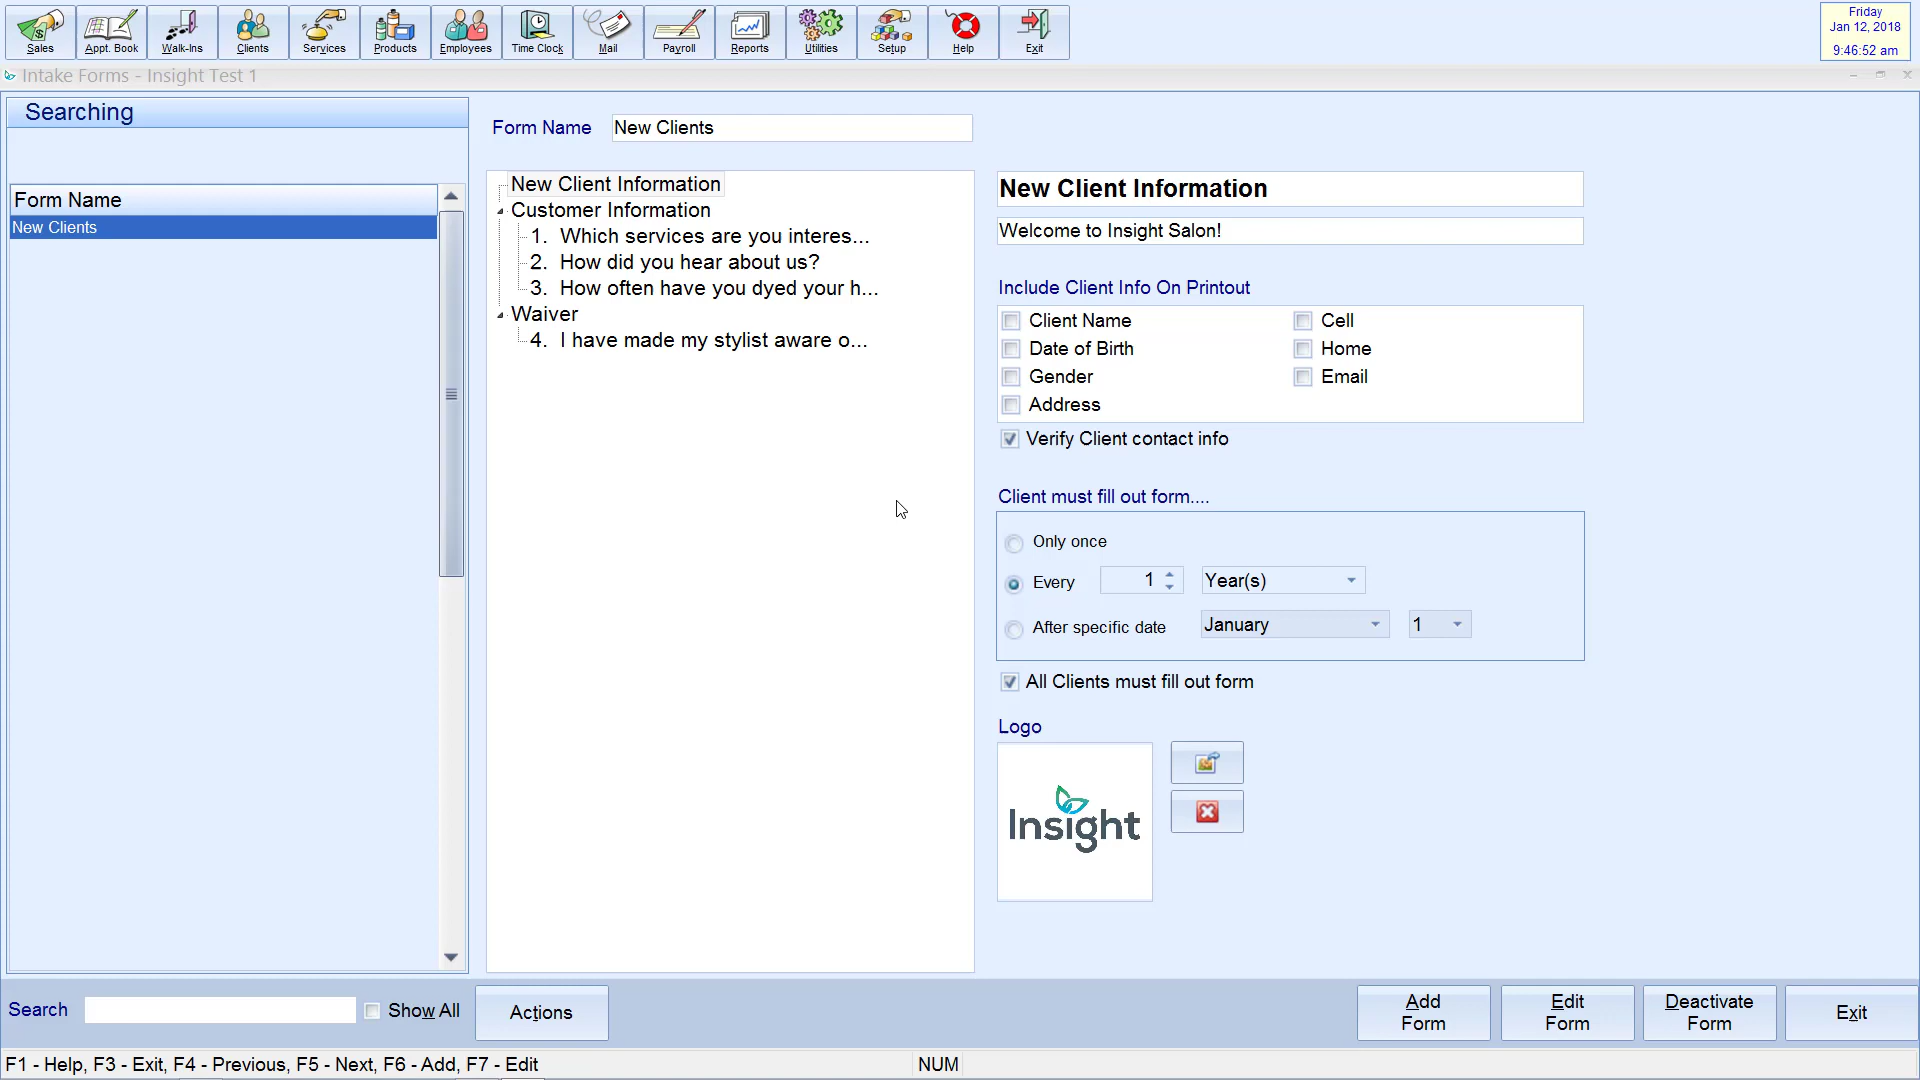 Sales
Appt. Book
Walk-Ins
Clients
Services
Products
Employees
Time Clock
Mail
Payroll
Reports
Utilities
Setup
Help
Exit
Friday
Jan 12, 2018
9:46:52 am
Intake Forms - Insight Test 1
Searching
Form Name
New Clients
Form Name
New Clients
New Client Information
Customer Information
1. Which services are you interes...
2. How did you hear about us?
3. How often have you dyed your h...
Waiver
4. I have made my stylist aware o...
New Client Information
Welcome to Insight Salon!
Include Client Info On Printout
Client Name
Cell
Date of Birth
Home
Gender
Email
Address
Verify Client contact info
Client must fill out form....
Only once
Every 1 Year(s)
After specific date January 1
All Clients must fill out form
Logo
Insight
Search
Show All
Actions
Add
Form
Edit
Form
Deactivate
Form
Exit
F1 - Help, F3 - Exit, F4 - Previous, F5 - Next, F6 - Add, F7 - Edit
NUM